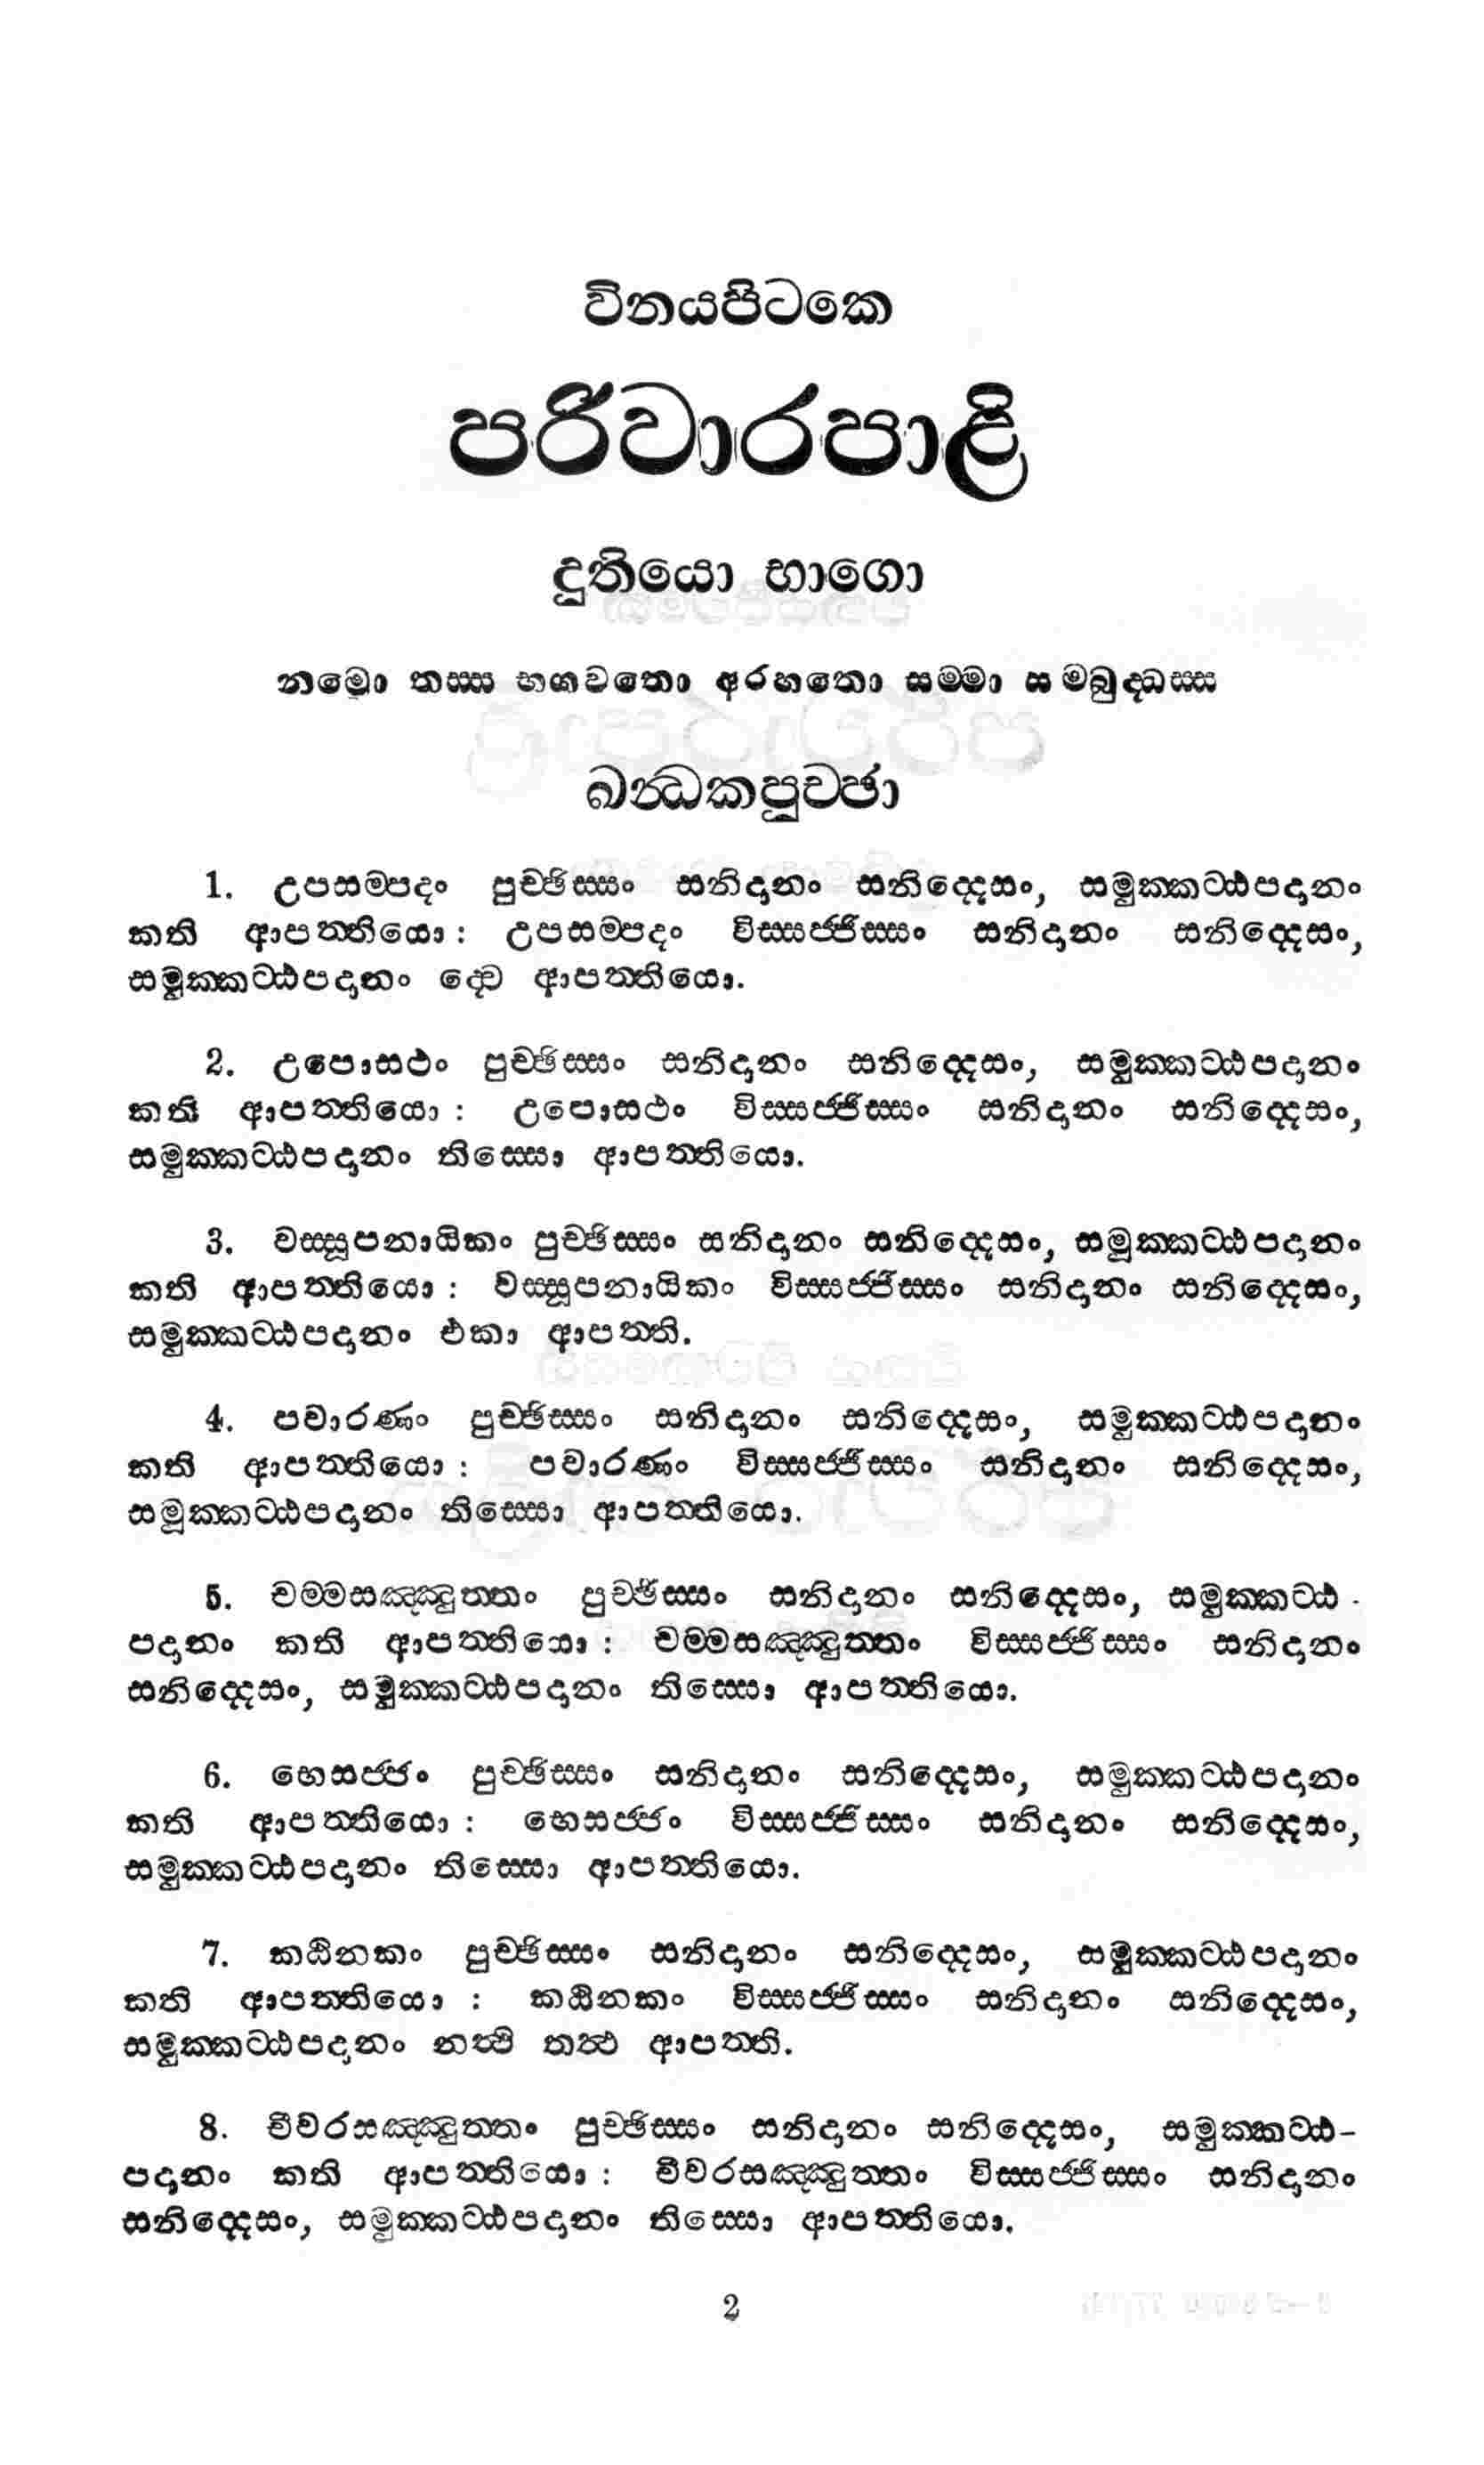 විනයපිටකෙ
පරිවාරපාළි
දුතියො භාගො
නමො තස්ස භගවතො අරහතො සම්මා සම්බුද්ධස්ස
ඛන්ධකපුච්ඡා
1. උපසම්පදං පුච්ඡිස්සං සනිදානං සනිද්දෙසං, සමුක්කට්ඨපදානං
කති ආපත්තියො : උපසම්පදං විස්සජ්ජිස්සං සනිදානං සනිද්දෙසං,
සමුක්කට්ඨපදානං ද්වෙ ආපත්තියො.
2. උපොසථං පුච්ඡිස්සං සනිදානං සනිද්දෙසං, සමුක්කට්ඨපදානං
කති ආපත්තියො : උපොසථං විස්සජ්ජිස්සං සනිදානං සනිද්දෙසං,
සමුක්කට්ඨපදානං තිස්සො ආපත්තියො.
3. වස්සූපනායිකං පුච්ඡිස්සං සනිදානං සනිද්දෙසං, සමුක්කට්ඨපදානං
කති ආපත්තියො : වස්සූපනායිකං විස්සජ්ජිස්සං සනිදානං සනිද්දෙසං,
සමුක්කට්ඨපදානං එකා ආපත්ති.
4. පවාරණං පුච්ඡිස්සං සනිදානං සනිද්දෙසං, සමුක්කට්ඨපදානං
කති ආපත්තියො : පවාරණං විස්සජ්ජිස්සං සනිදානං සනිද්දෙසං,
සමූක්කට්ඨපදානං තිස්සො ආපත්තියො.
5. චම්මසඤ්ඤුත්තං පුච්ඡිස්සං සනිදානං සනිද්දෙසං, සමුක්කට්ඨ-
පදානං කති ආපත්තියො : චම්මසඤ්ඤුත්තං විස්සජ්ජිස්සං සනිදානං
සනිද්දෙසං, සමුක්කට්ඨපදානං තිස්සො ආපත්තියො.
6. භෙසජ්ජං පුච්ඡිස්සං සනිදානං සනිද්දෙසං, සමුක්කට්ඨපදානං
කති ආපත්තියො : භෙසජ්ජං විස්සජ්ජිස්සං සනිදානං සනිද්දෙසං,
සමුක්කට්ඨපදානං තිස්සො ආපත්තියො.
7. කඨිනකං පුච්ඡිස්සං සනිදානං සනිද්දෙසං, සමුක්කට්ඨපදානං
කති ආපත්තියො : කඨිනකං විස්සජ්ජිස්සං සනිදානං සනිද්දෙසං,
සමුක්කට්ඨපදානං නත්ථි තත්ථ ආපත්ති.
8. චීවරසඤ්ඤුත්තං පුච්ඡිස්සං සනිදානං සනිද්දෙසං, සමුක්කට්ඨ-
පදානං කති ආපත්තියො : චීවරසඤ්ඤුත්තං විස්සජ්ජිස්සං සනිදානං
සනිද්දෙසං, සමුක්කට්ඨපදානං තිස්සො ආපත්තියො.
2